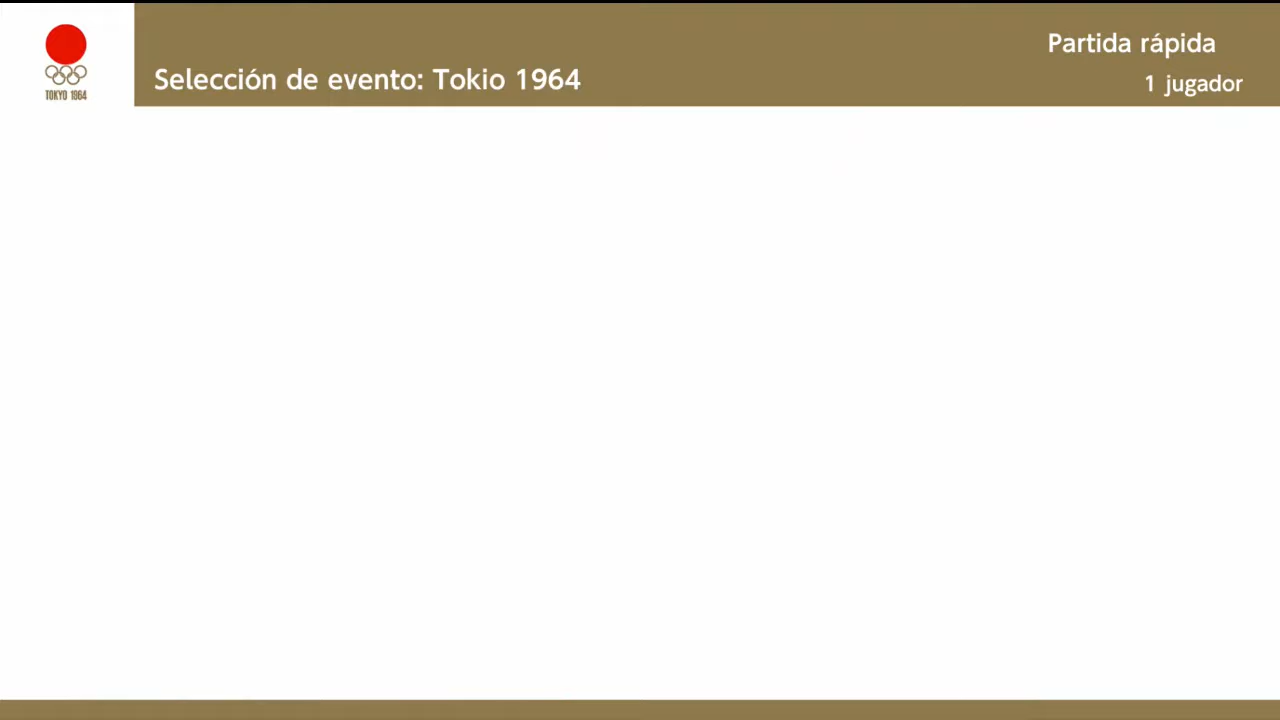 TOKYO 1964
Selección de evento: Tokio 1964
Partida rápida
1 jugador